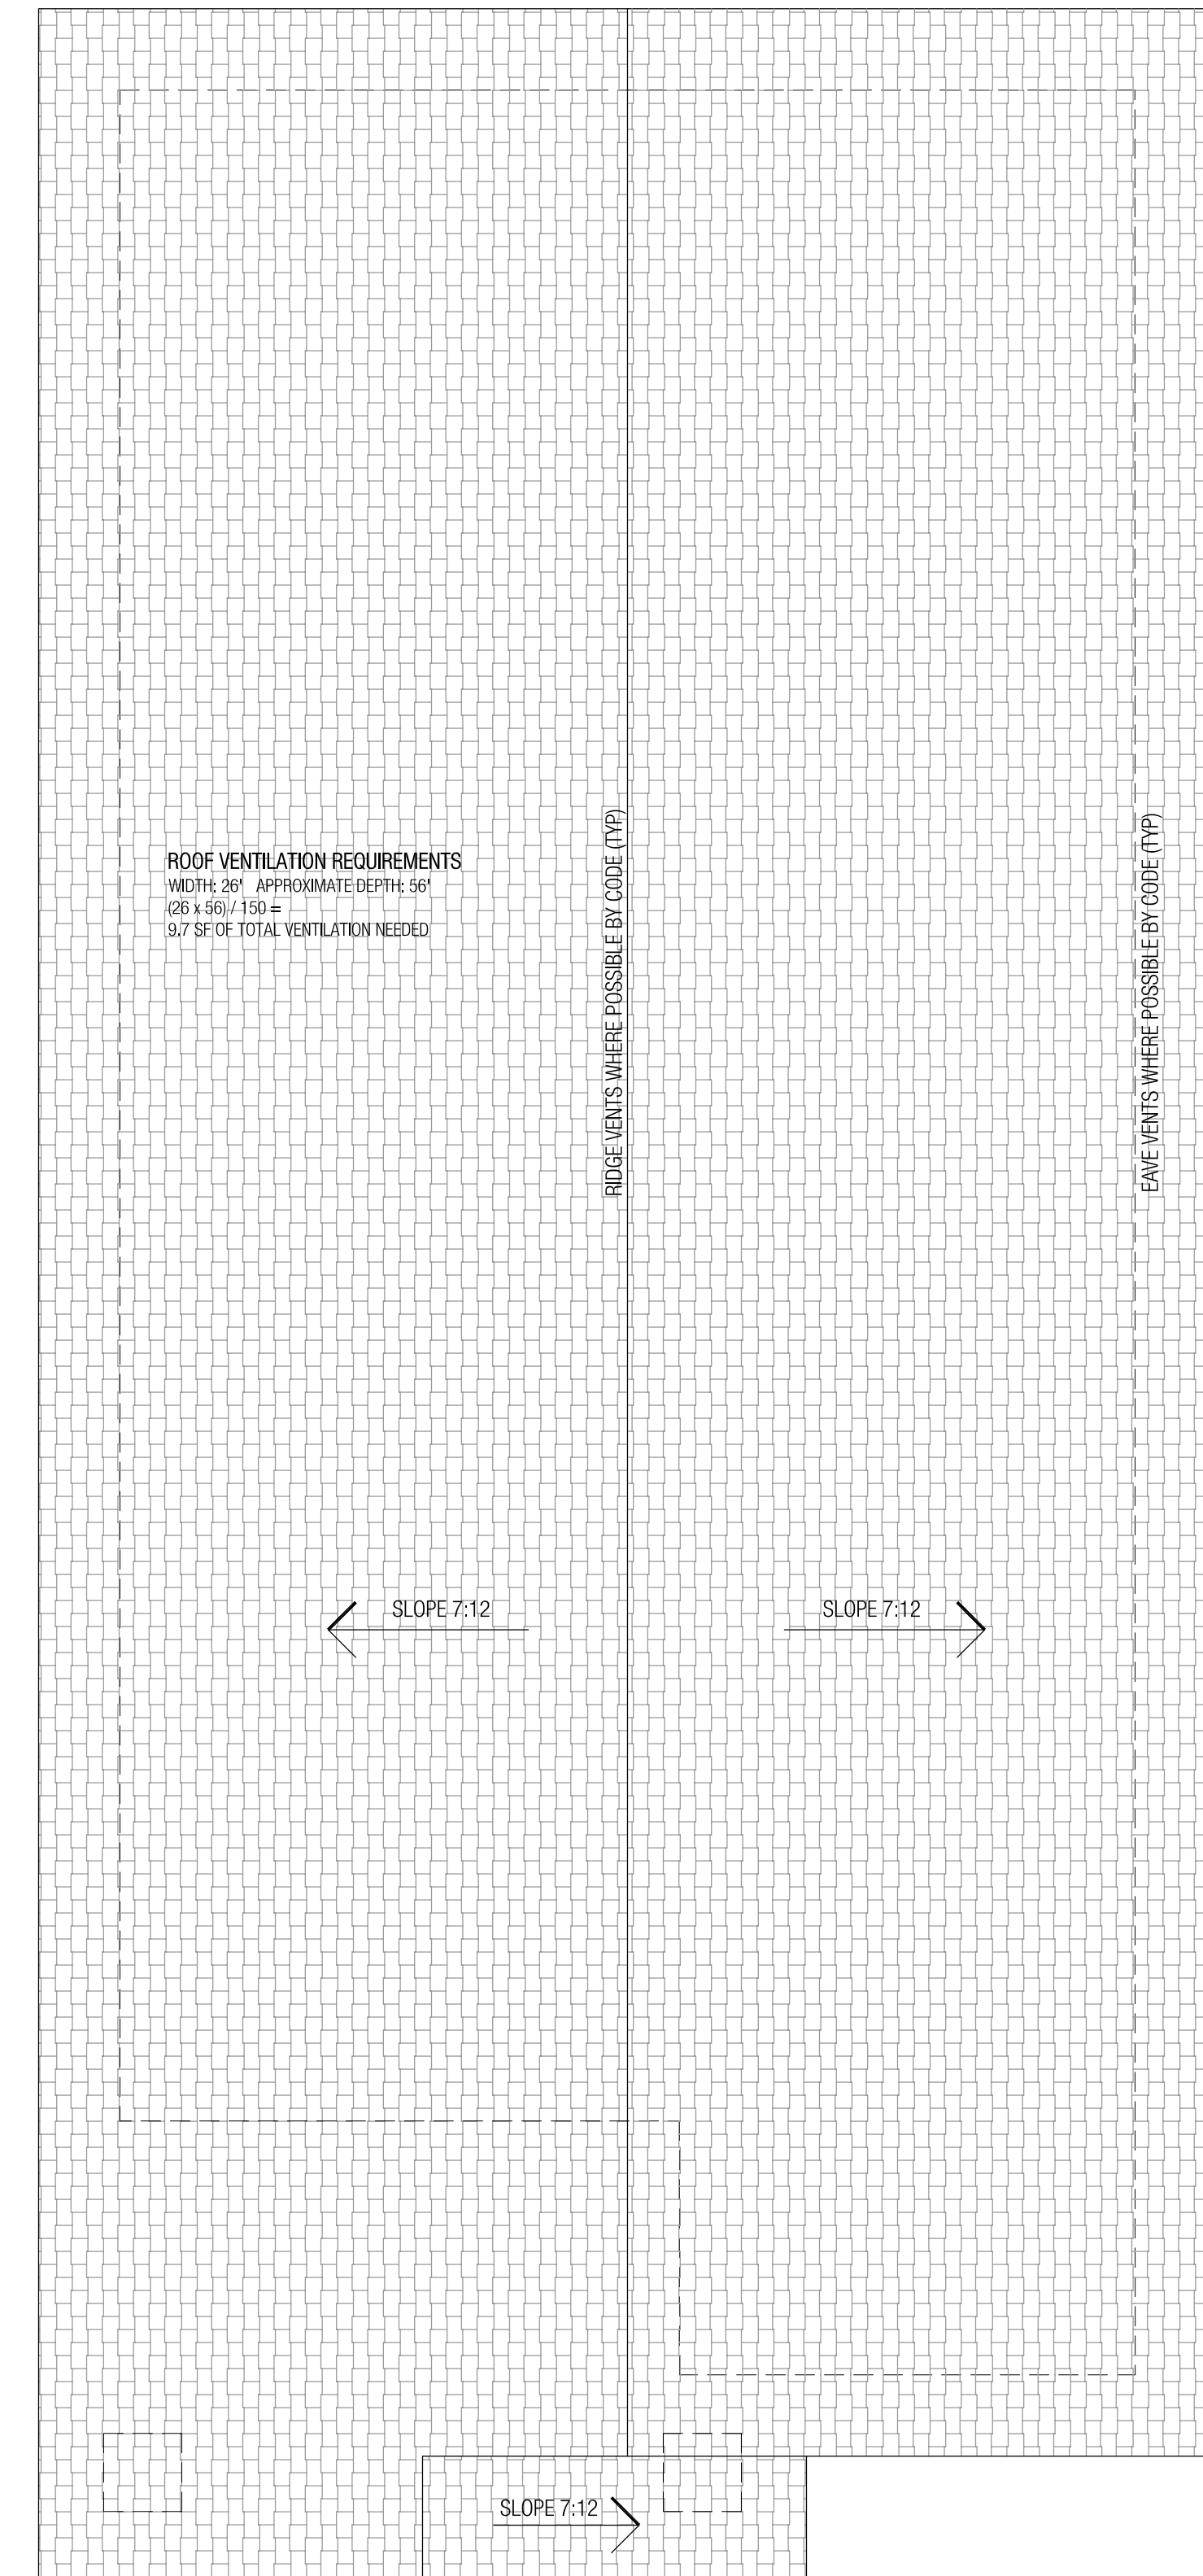 ROOF VENTILATION REQUIREMENTS
WIDTH: 26' APPROXIMATE DEPTH: 56'
(26 x 56) / 150 =
9.7 SF OF TOTAL VENTILATION NEEDED
RIDGE VENTS WHERE POSSIBLE BY CODE (TYP)
EAVE VENTS WHERE POSSIBLE BY CODE (TYP)
SLOPE 7:12
SLOPE 7:12
SLOPE 7:12